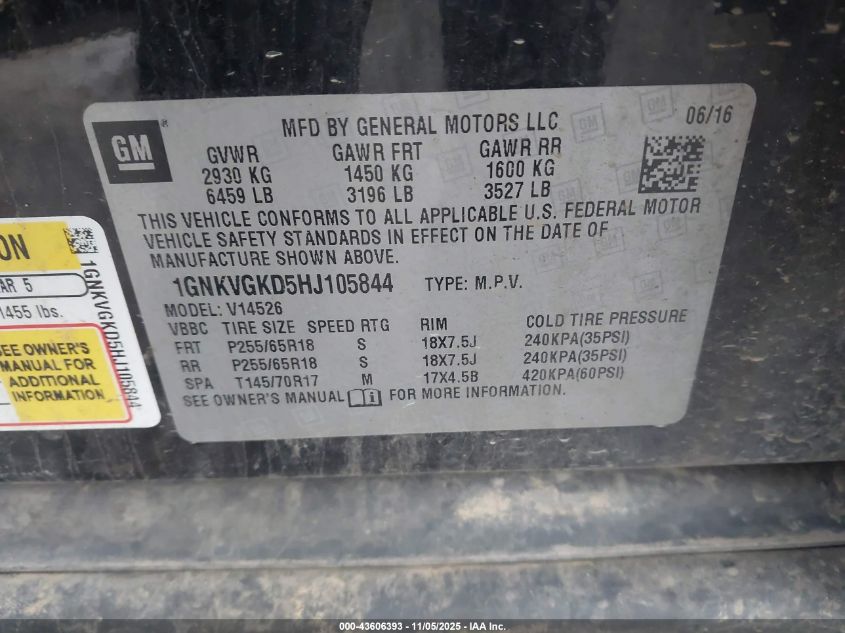 GM
MFD BY GENERAL MOTORS LLC
06/16
GVWR GAWR FRT GAWR RR
2930 KG 1450 KG 1600 KG
6459 LB 3196 LB 3527 LB
THIS VEHICLE CONFORMS TO ALL APPLICABLE U.S. FEDERAL MOTOR
VEHICLE SAFETY STANDARDS IN EFFECT ON THE DATE OF
MANUFACTURE SHOWN ABOVE.
1GNKVGKD5HJ105844 TYPE: M.P.V.
MODEL: V14526
VBBC TIRE SIZE SPEED RTG RIM COLD TIRE PRESSURE
FRT P255/65R18 S 18X7.5J 240KPA(35PSI)
RR P255/65R18 S 18X7.5J 240KPA(35PSI)
SPA T145/70R17 M 17X4.5B 420KPA(60PSI)
SEE OWNER'S MANUAL FOR MORE INFORMATION.
ON
AR 5
1455 lbs.
SEE OWNER'S
MANUAL FOR
ADDITIONAL
INFORMATION
1GNKVGKD5HJ105844
000-43606393 - 11/05/2025 - IAA Inc.